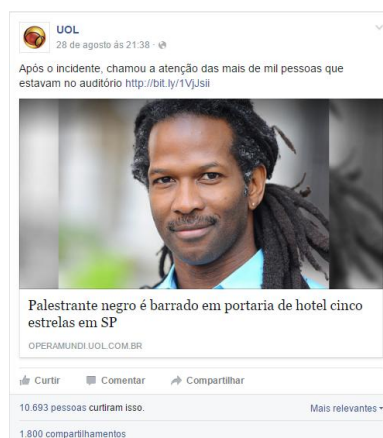 UOL
28 de agosto às 21:38 ·
Após o incidente, chamou a atenção das mais de mil pessoas que
estavam no auditório http://bit.ly/1VjJsii
Palestrante negro é barrado em portaria de hotel cinco
estrelas em SP
OPERAMUNDI.UOL.COM.BR
Curtir Comentar Compartilhar
10.693 pessoas curtiram isso. Mais relevantes
1.800 compartilhamentos